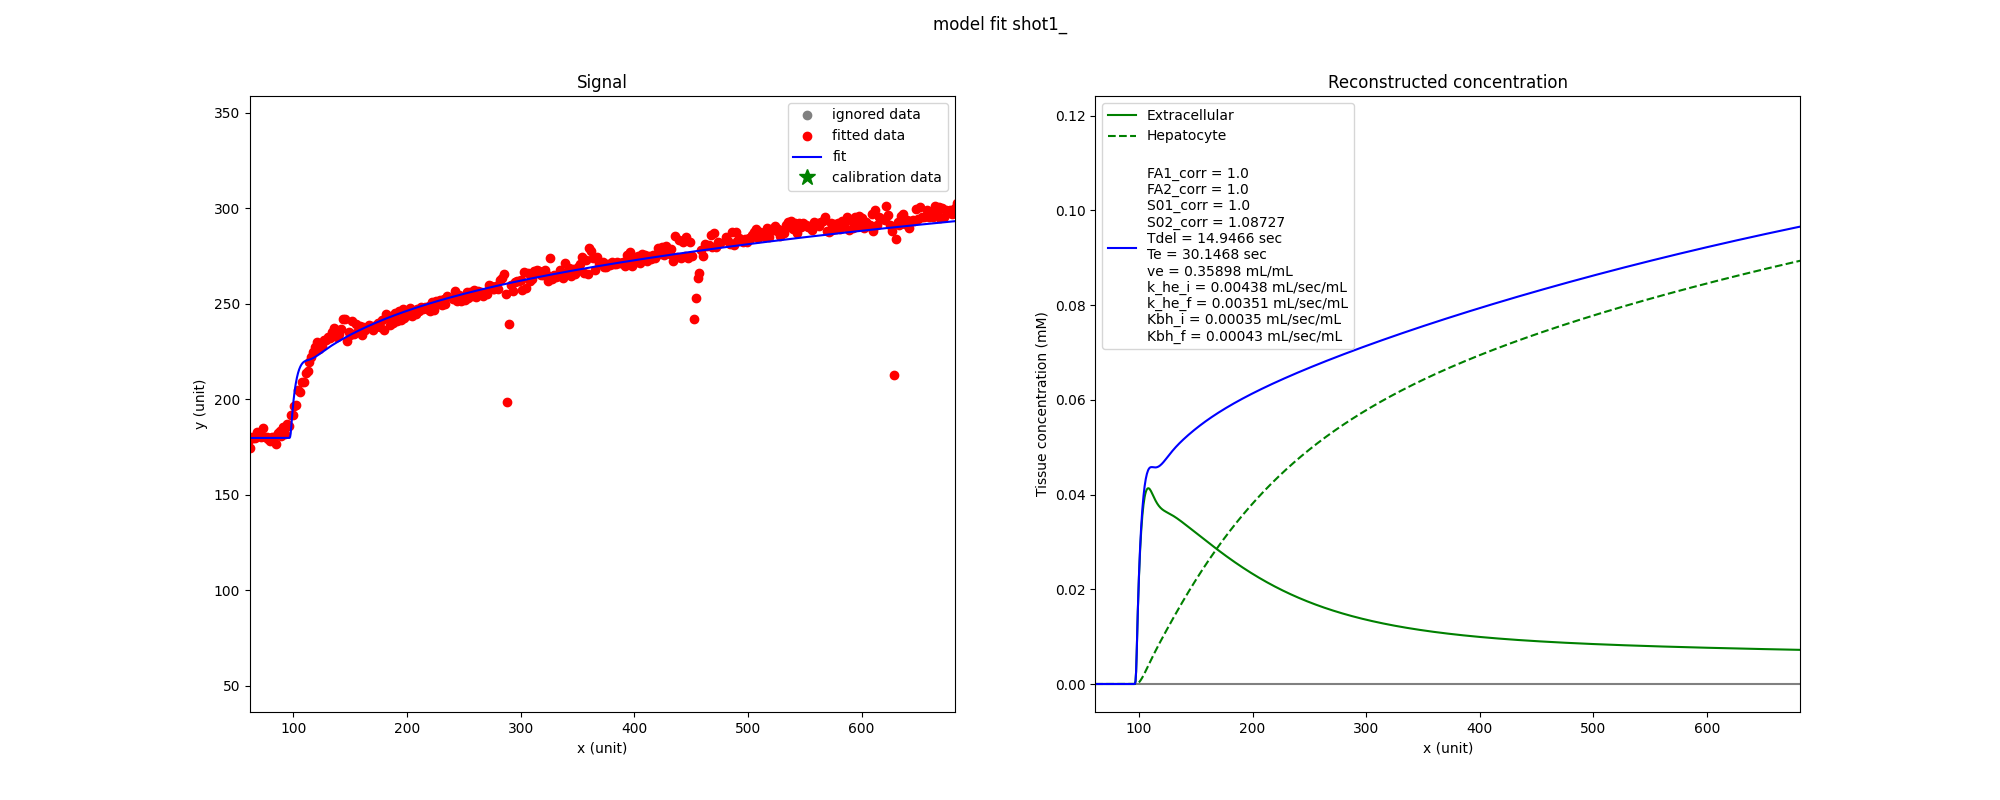 model fit shot1_
Signal
350
300
250
200
150
100
50
y (unit)
100 200 300 400 500 600
x (unit)
ignored data
fitted data
fit
calibration data
Reconstructed concentration
0.12
0.10
0.08
0.06
0.04
0.02
0.00
Tissue concentration (mM)
100 200 300 400 500 600
x (unit)
Extracellular
Hepatocyte
FA1_corr = 1.0
FA2_corr = 1.0
S01_corr = 1.0
S02_corr = 1.08727
Tdel = 14.9466 sec
Te = 30.1468 sec
ve = 0.35898 mL/mL
k_he_i = 0.00438 mL/sec/mL
k_he_f = 0.00351 mL/sec/mL
Kbh_i = 0.00035 mL/sec/mL
Kbh_f = 0.00043 mL/sec/mL